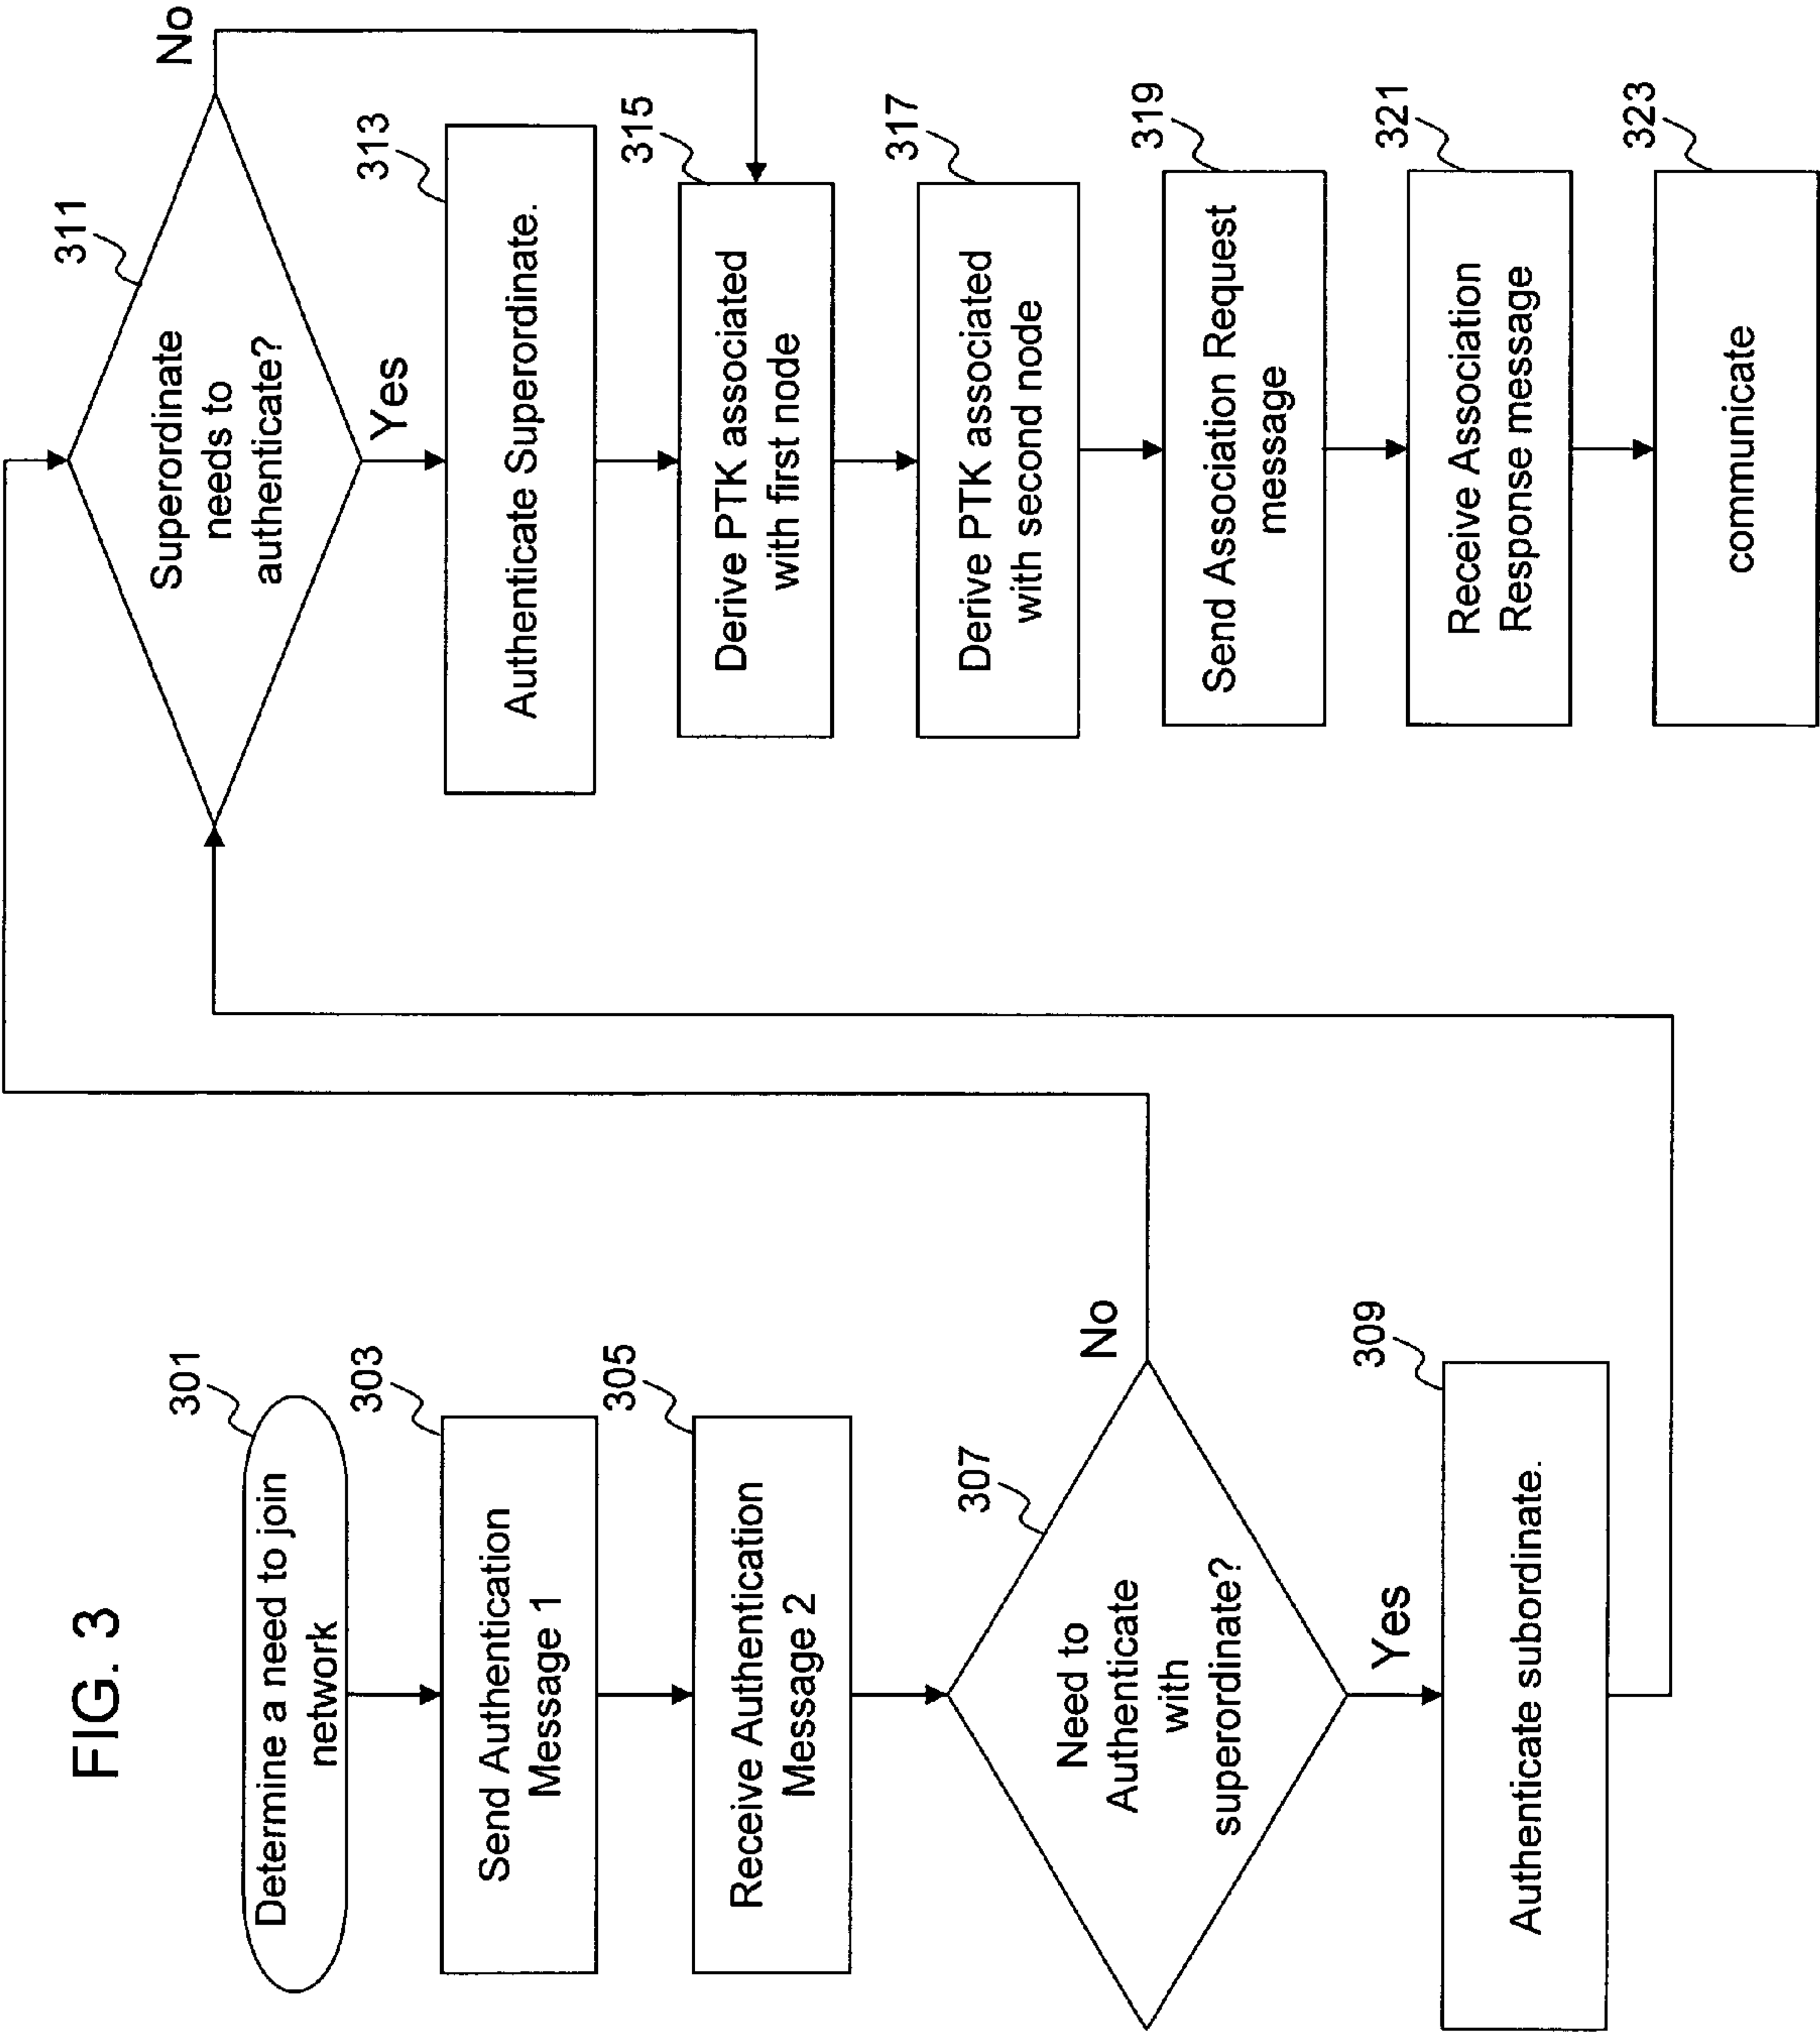 FIG. 3
301
Determine a need to join
network
303
Send Authentication
Message 1
305
Receive Authentication
Message 2
307
Need to
Authenticate
with
superordinate?
No
Yes
309
Authenticate subordinate.
311
Superordinate
needs to
authenticate?
No
Yes
313
Authenticate Superordinate.
315
Derive PTK associated
with first node
317
Derive PTK associated
with second node
319
Send Association Request
message
321
Receive Association
Response message
323
communicate